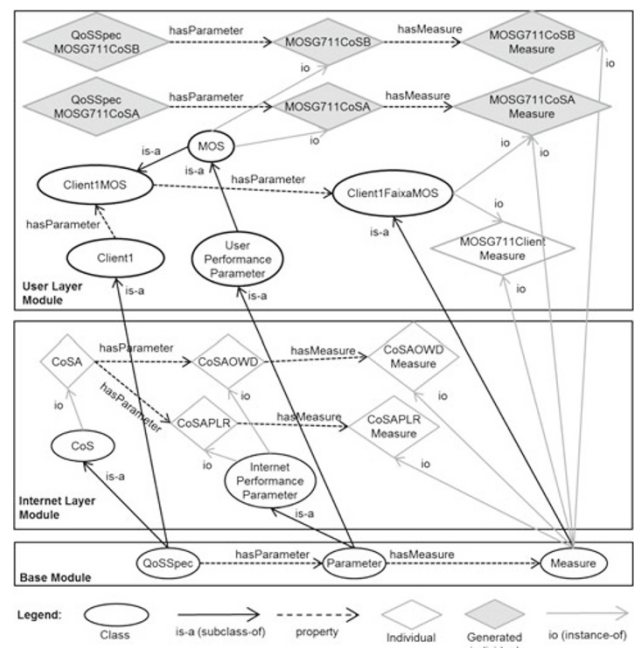 QoSSpec
MOSG711CoSB
hasParameter
MOSG711CoSB
hasMeasure
MOSG711CoSB
Measure
io
io
QoSSpec
MOSG711CoSA
hasParameter
MOSG711CoSA
hasMeasure
MOSG711CoSA
Measure
io
MOS
is-a
is-a
io
io
Client1MOS
hasParameter
Client1FaixaMOS
io
hasParameter
is-a
Client1
User
Performance
Parameter
MOSG711Client
Measure
User Layer
Module
is-a
is-a
io
CoSA
hasParameter
CoSAOWD
hasMeasure
CoSAOWD
Measure
hasParameter
io
io
io
CoSAPLR
hasMeasure
CoSAPLR
Measure
CoS
io
Internet
Performance
Parameter
io
is-a
is-a
Internet Layer
Module
QoSSpec
hasParameter
Parameter
hasMeasure
Measure
Base Module
Legend:
Class
is-a (subclass-of)
property
Individual
Generated
io (instance-of)